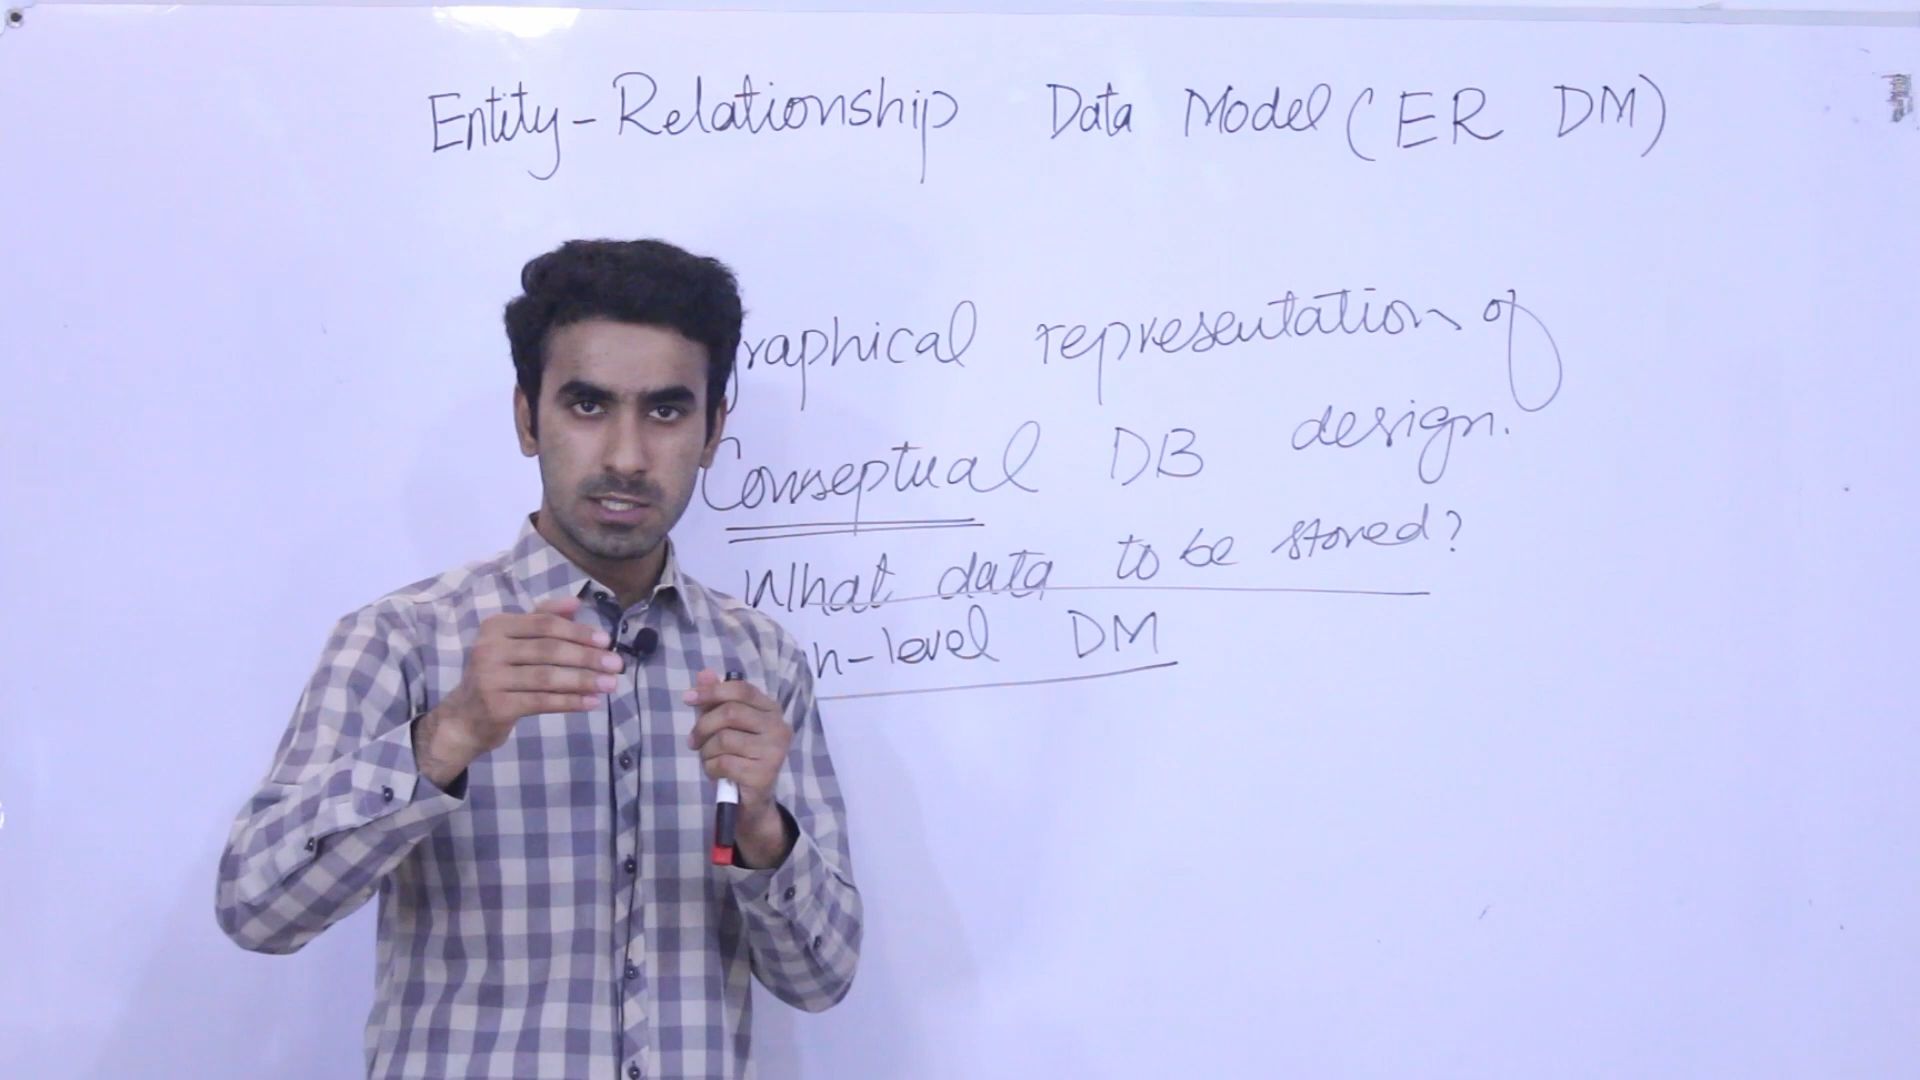 Entity-Relationship Data Model (ER DM)
raphical representation of
Conseptual DB design.
What data to be stored?
h-level DM